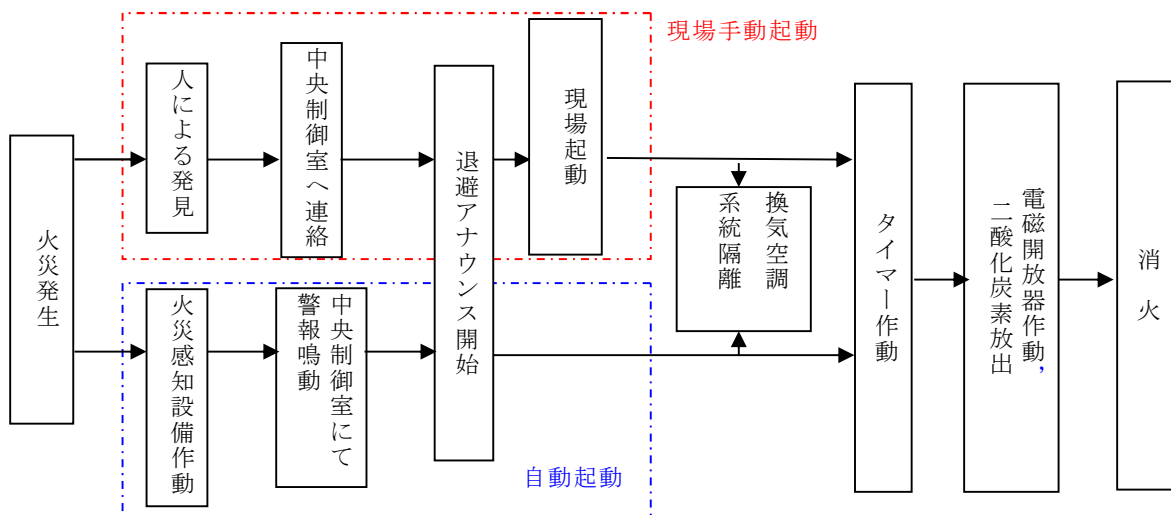 現場手動起動
火災発生
人による発見
中央制御室へ連絡
退避アナウンス開始
現場起動
換気空調
系統隔離
火災感知設備作動
中央制御室にて
警報鳴動
自動起動
タイマー作動
電磁開放器作動,
二酸化炭素放出
消火